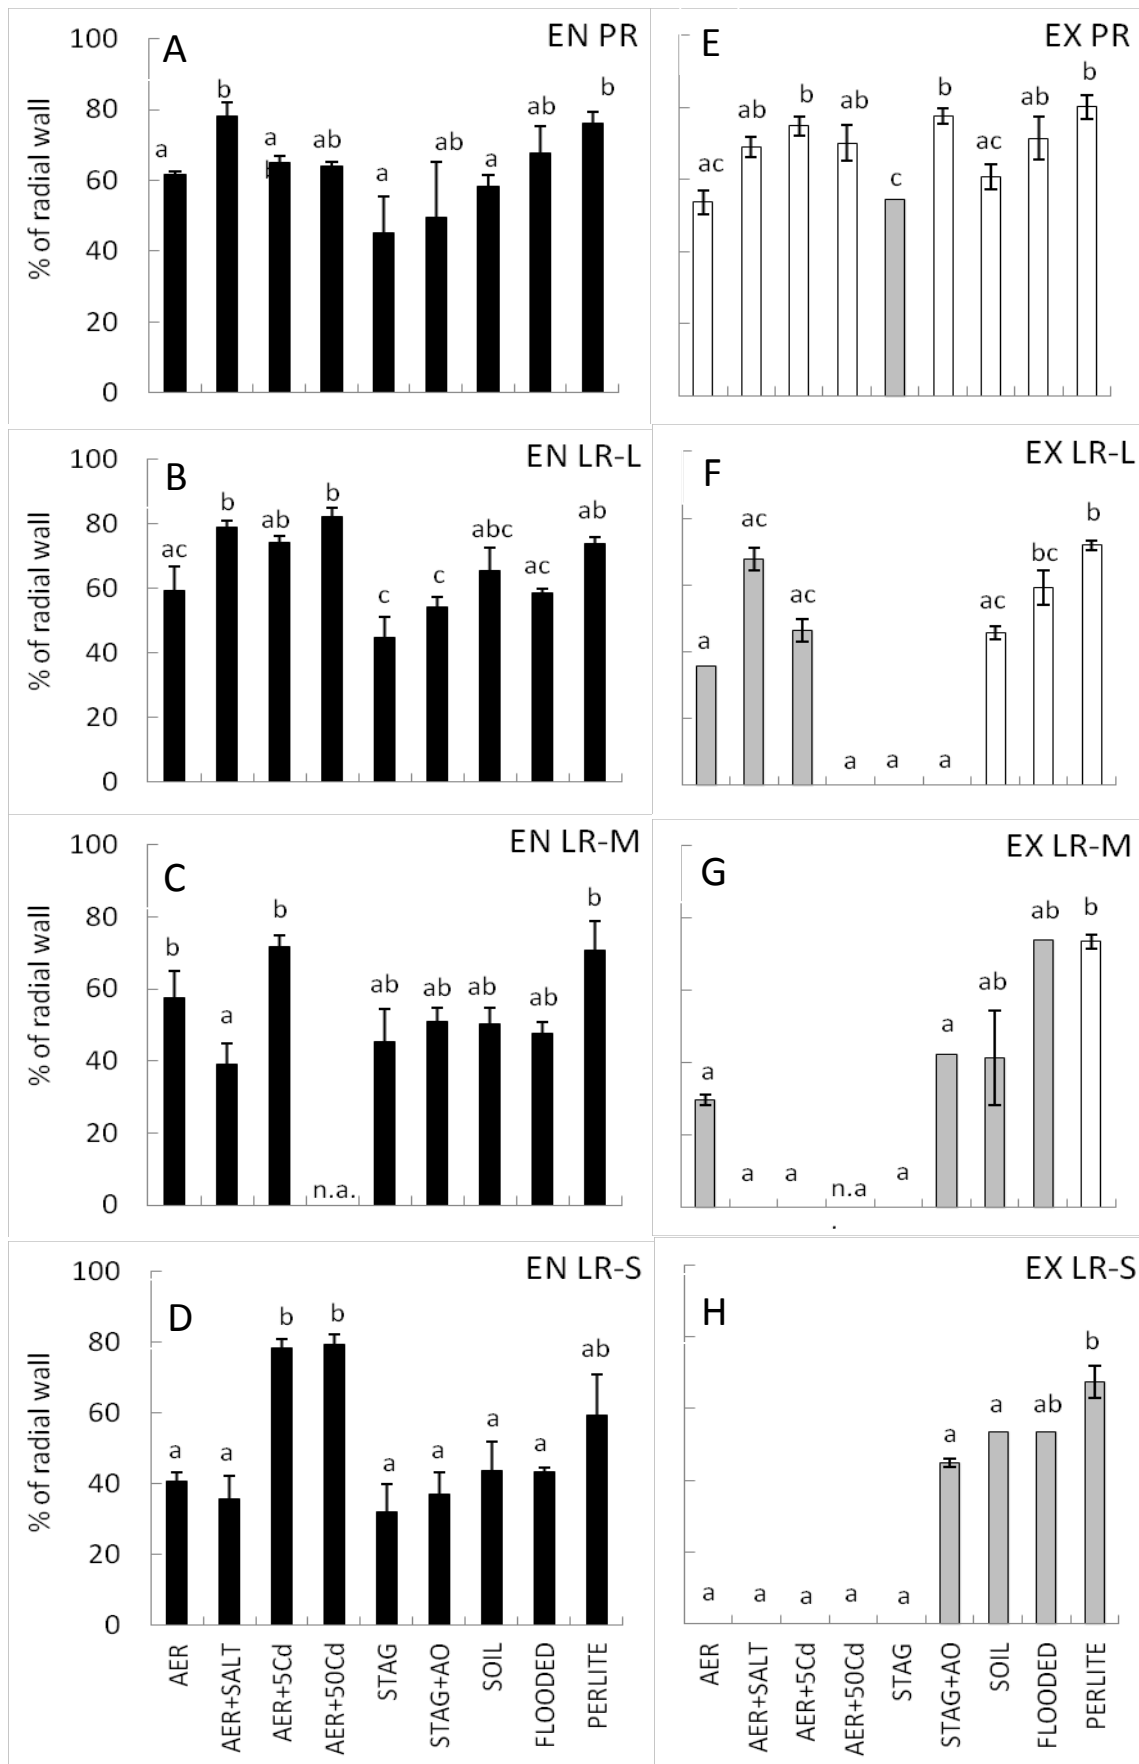 A
EN PR
% of radial wall
100
80
60
40
20
0
a
b
a
b
ab
a
ab
a
ab
b
E
EX PR
ac
ab
b
ab
c
b
ac
ab
b
B
EN LR-L
% of radial wall
100
80
60
40
20
0
ac
b
ab
b
c
c
abc
ac
ab
F
EX LR-L
a
ac
ac
a
a
a
ac
bc
b
C
EN LR-M
% of radial wall
100
80
60
40
20
0
b
a
b
n.a.
ab
ab
ab
ab
b
G
EX LR-M
a
a
a
n.a
.
a
a
ab
ab
b
D
EN LR-S
% of radial wall
100
80
60
40
20
0
a
a
b
b
a
a
a
a
ab
AER
AER+SALT
AER+5Cd
AER+50Cd
STAG
STAG+AO
SOIL
FLOODED
PERLITE
H
EX LR-S
a
a
a
a
a
a
a
ab
b
AER
AER+SALT
AER+5Cd
AER+50Cd
STAG
STAG+AO
SOIL
FLOODED
PERLITE